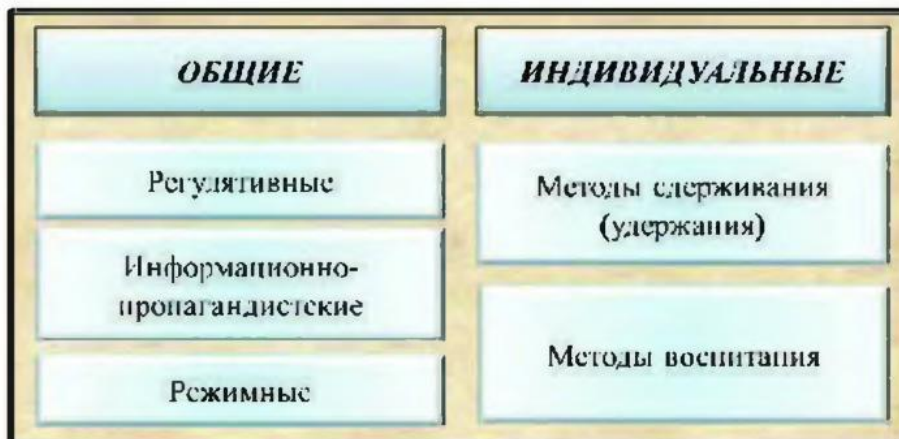 ОБЩИЕ
Регулятивные
Информационно-
пропагандистские
Режимные
ИНДИВИДУАЛЬНЫЕ
Методы сдерживания
(удержания)
Методы воспитания